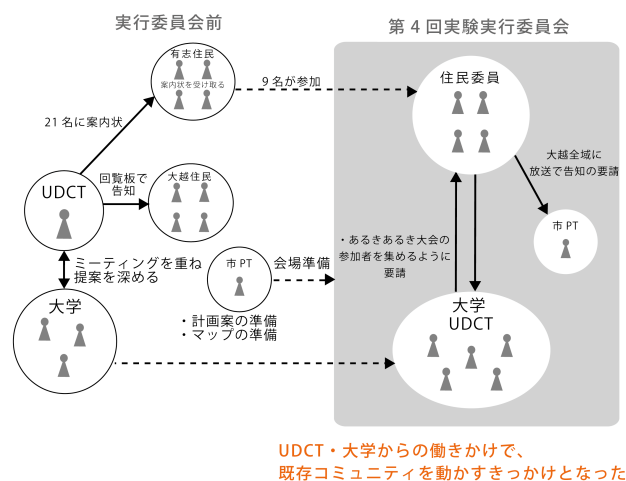 実行委員会前
第4回実験実行委員会
有志住民
案内状を受け取る
9名が参加
住民委員
21名に案内状
回覧板で
告知
大越住民
大越全域に
放送で告知の要請
UDCT
市PT
ミーティングを重ね
提案を深める
市PT
会場準備
・あるきあるき大会の
参加者を集めるように
要請
大学
・計画案の準備
・マップの準備
大学
UDCT
UDCT・大学からの働きかけで、
既存コミュニティを動かすきっかけとなった